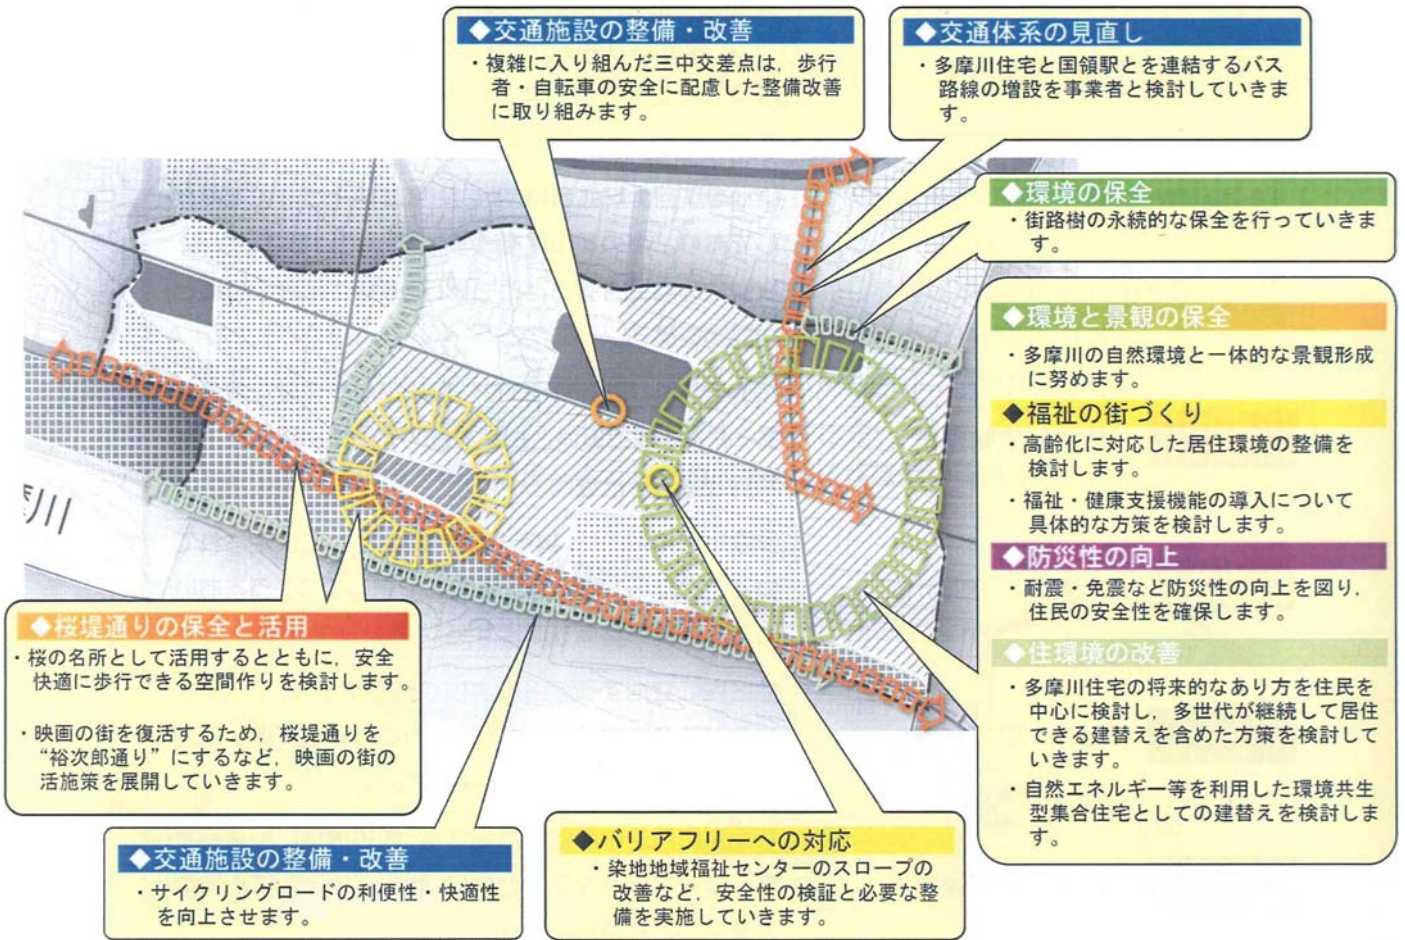 ◆交通施設の整備・改善
・複雑に入り組んだ三中交差点は，歩行
者・自転車の安全に配慮した整備改善
に取り組みます。
◆交通体系の見直し
・多摩川住宅と国領駅とを連結するバス
路線の増設を事業者と検討していきま
す。
◆環境の保全
・街路樹の永続的な保全を行っていきま
す。
◆環境と景観の保全
・多摩川の自然環境と一体的な景観形成
に努めます。
◆福祉の街づくり
・高齢化に対応した居住環境の整備を
検討します。
・福祉・健康支援機能の導入について
具体的な方策を検討します。
◆防災性の向上
・耐震・免震など防災性の向上を図り，
住民の安全性を確保します。
◆住環境の改善
・多摩川住宅の将来的なあり方を住民を
中心に検討し，多世代が継続して居住
できる建替えを含めた方策を検討して
いきます。
・自然エネルギー等を利用した環境共生
型集合住宅としての建替えを検討しま
す。
川
◆桜堤通りの保全と活用
・桜の名所として活用するとともに，安全
快適に歩行できる空間作りを検討します。
・映画の街を復活するため，桜堤通りを
“裕次郎通り”にするなど，映画の街の
活施策を展開していきます。
◆交通施設の整備・改善
・サイクリングロードの利便性・快適性
を向上させます。
◆バリアフリーへの対応
・染地地域福祉センターのスロープの
改善など，安全性の検証と必要な整
備を実施していきます。